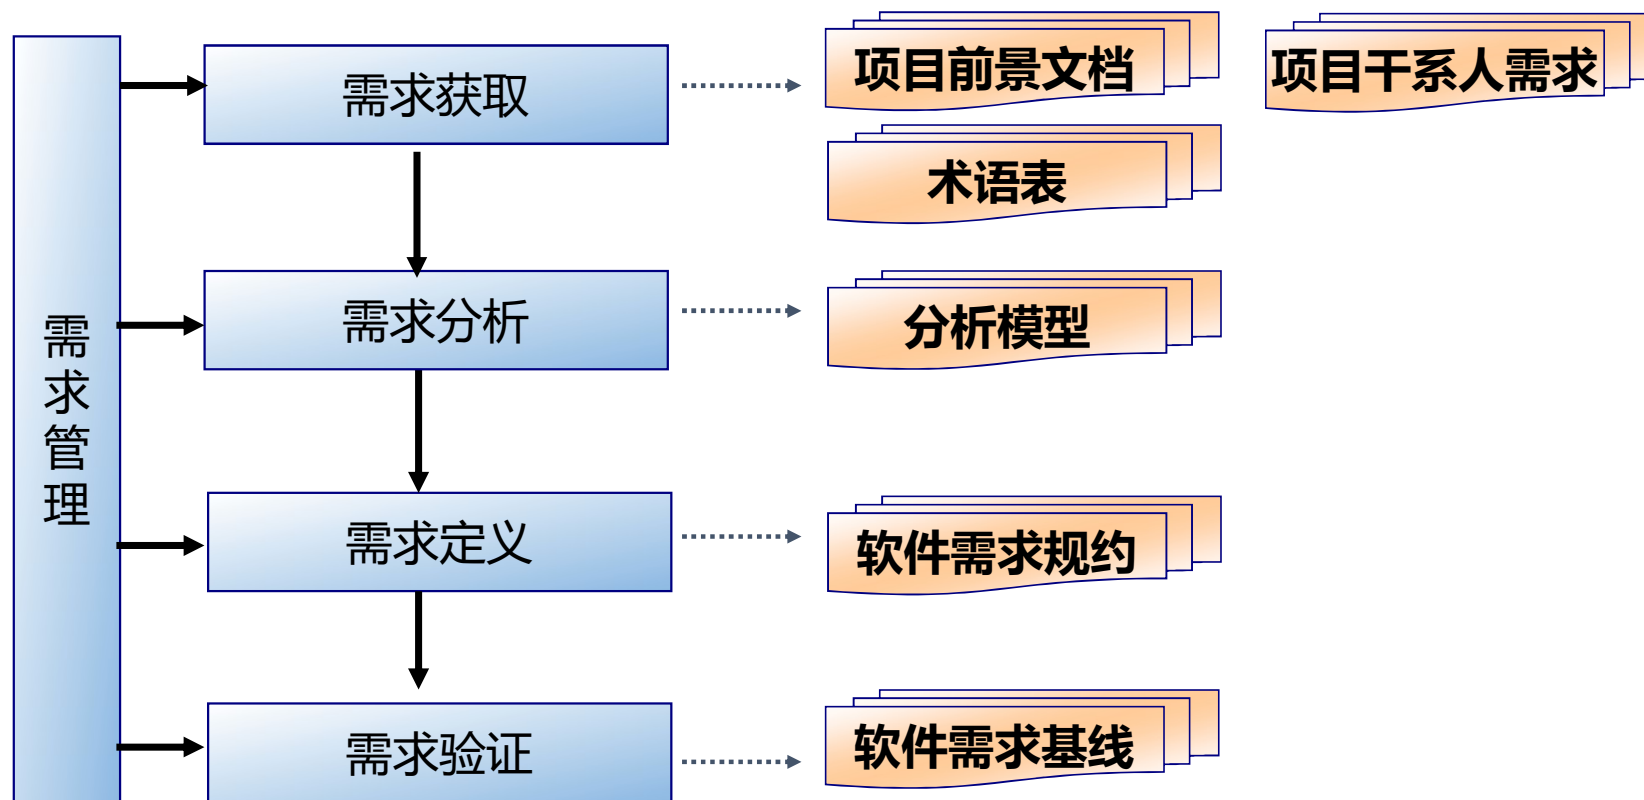 需求管理
需求获取
项目前景文档
项目干系人需求
术语表
需求分析
分析模型
需求定义
软件需求规约
需求验证
软件需求基线